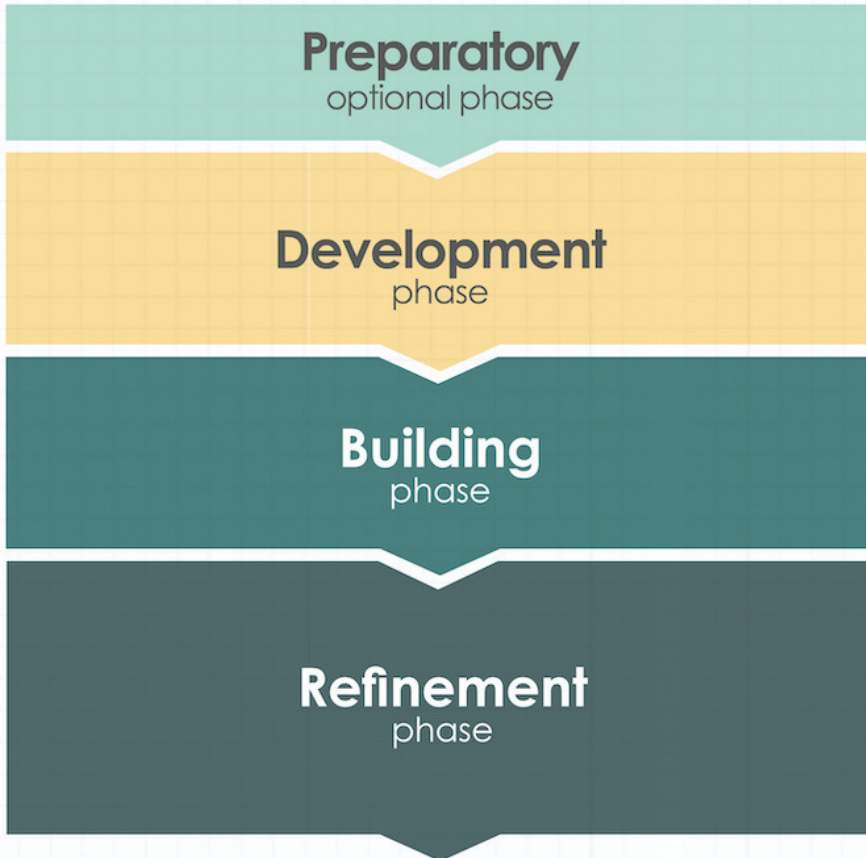 Preparatory
optional phase
Development
phase
Building
phase
Refinement
phase